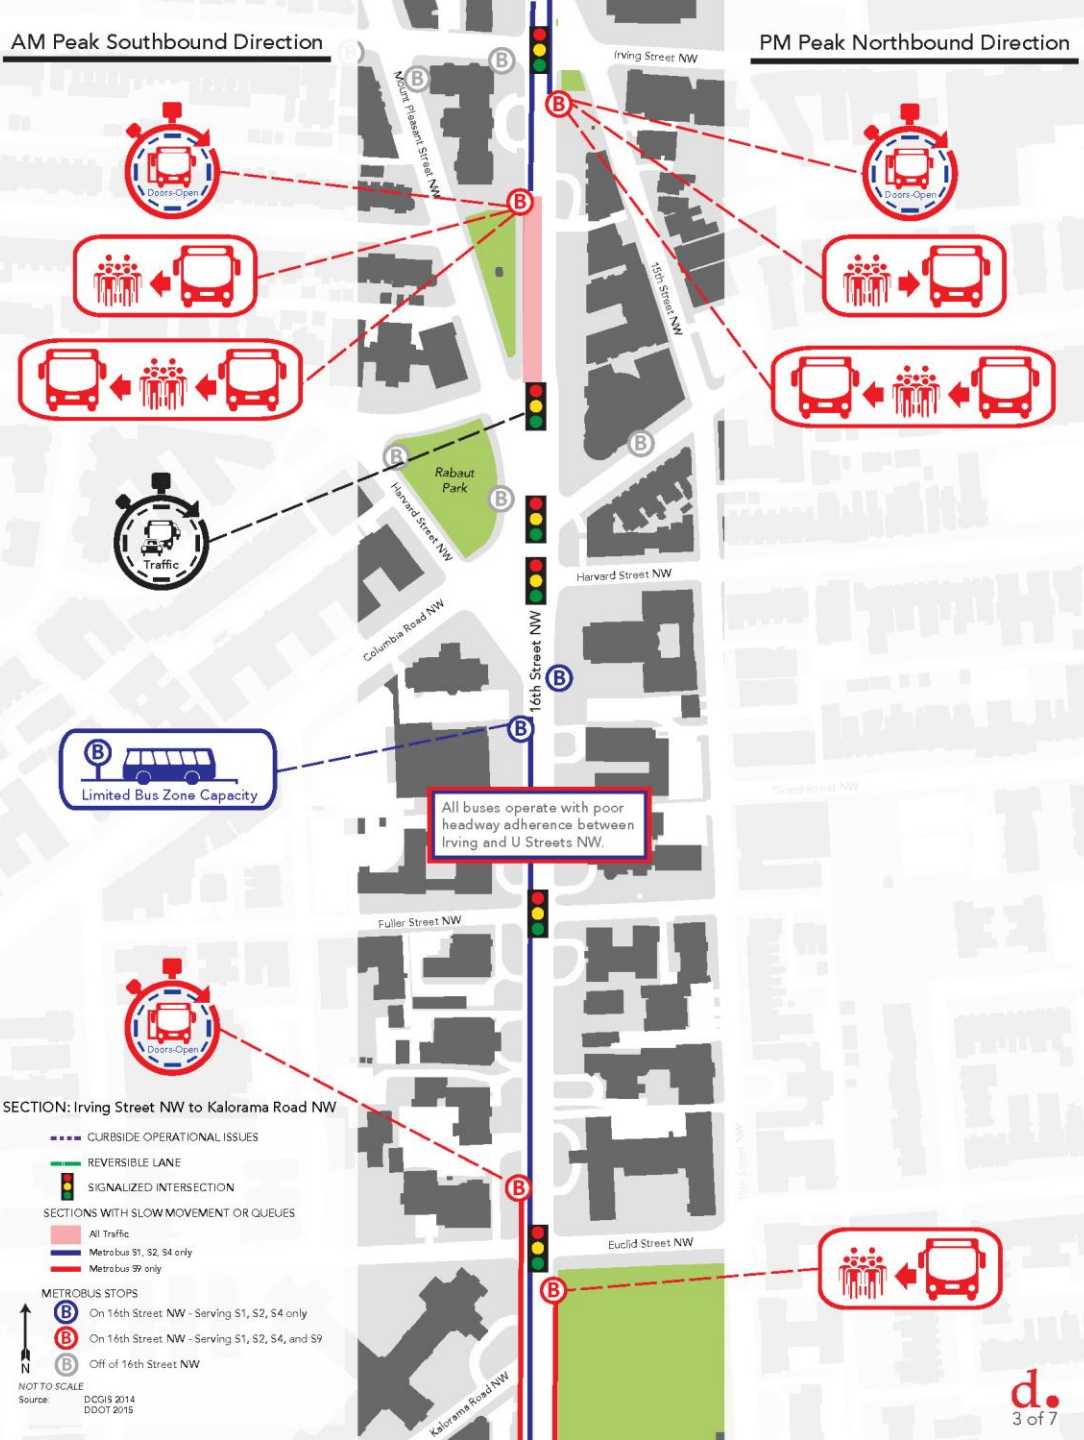 AM Peak Southbound Direction
PM Peak Northbound Direction
Irving Street NW
B
B
B
B
Mount Pleasant Street NW
Doors-Open
Doors-Open
B
15th Street NW
B
B
Rabaut
Park
B
Harvard Street NW
Traffic
Harvard Street NW
Columbia Road NW
16th Street NW
B
B
B
Limited Bus Zone Capacity
Girard Street NW
All buses operate with poor
headway adherence between
Irving and U Streets NW.
Fuller Street NW
Doors-Open
SECTION: Irving Street NW to Kalorama Road NW
CURBSIDE OPERATIONAL ISSUES
REVERSIBLE LANE
15th Street NW
SIGNALIZED INTERSECTION
B
SECTIONS WITH SLOW MOVEMENT OR QUEUES
All Traffic
Euclid Street NW
Metrobus S1, S2, S4 only
Metrobus S9 only
B
METROBUS STOPS
B On 16th Street NW - Serving S1, S2, S4 only
B On 16th Street NW - Serving S1, S2, S4, and S9
B Off of 16th Street NW
N
NOT TO SCALE
Kalorama Road NW
Source: DCGIS 2014
DDOT 2015
d.
3 of 7